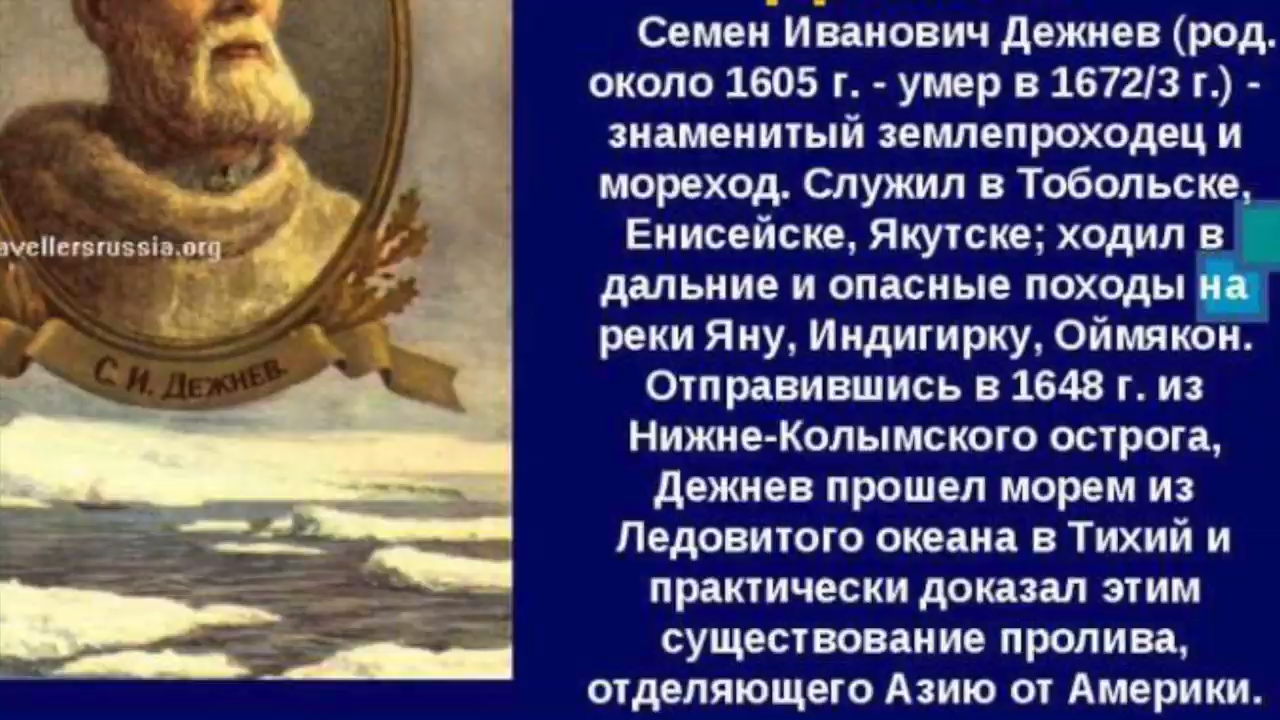 Семен Иванович Дежнев (род.
около 1605 г. - умер в 1672/3 г.) -
знаменитый землепроходец и
мореход. Служил в Тобольске,
Енисейске, Якутске; ходил в
дальние и опасные походы на
реки Яну, Индигирку, Оймякон.
Отправившись в 1648 г. из
Нижне-Колымского острога,
Дежнев прошел морем из
Ледовитого океана в Тихий и
практически доказал этим
существование пролива,
отделяющего Азию от Америки.
avellersrussia.org
С. И. ДЕЖНЕВ.